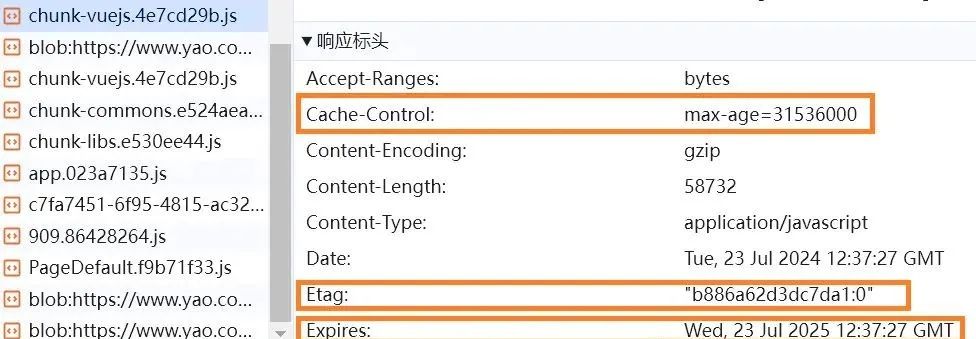 chunk-vuejs.4e7cd29b.js
blob:https://www.yao.co...
chunk-vuejs.4e7cd29b.js
chunk-commons.e524aea...
chunk-libs.e530ee44.js
app.023a7135.js
c7fa7451-6f95-4815-ac32...
909.86428264.js
PageDefault.f9b71f33.js
blob:https://www.yao.co...
blob:https://www.yao.co...
▼响应标头
Accept-Ranges: bytes
Cache-Control: max-age=31536000
Content-Encoding: gzip
Content-Length: 58732
Content-Type: application/javascript
Date: Tue, 23 Jul 2024 12:37:27 GMT
Etag: "b886a62d3dc7da1:0"
Expires: Wed, 23 Jul 2025 12:37:27 GMT